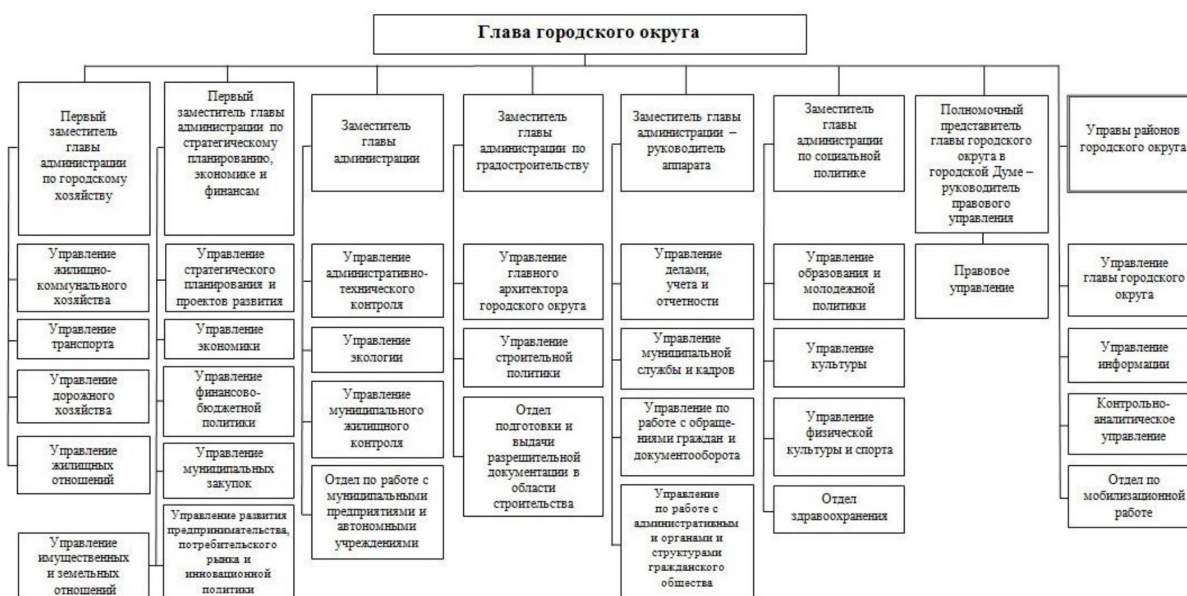 Глава городского округа
Первый
заместитель
главы
администрации
по городскому
хозяйству
Управление
жилищно-
коммунального
хозяйства
Управление
транспорта
Управление
дорожного
хозяйства
Управление
жилищных
отношений
Управление
имущественных
и земельных
отношений
Первый
заместитель главы
администрации по
стратегическому
планированию,
экономике и
финансам
Управление
стратегического
планирования и
проектов развития
Управление
экономики
Управление
финансово-
бюджетной
политики
Управление
муниципальных
закупок
Управление развития
предпринимательства,
потребительского
рынка и
инновационной
политики
Заместитель
главы
администрации
Управление
административно-
технического
контроля
Управление
экологии
Управление
муниципального
жилищного
контроля
Отдел по работе с
муниципальными
предприятиями и
автономными
учреждениями
Заместитель
главы
администрации по
градостроительству
Управление
главного
архитектора
городского округа
Управление
строительной
политики
Отдел
подготовки и
выдачи
разрешительной
документации в
области
строительства
Заместитель главы
администрации –
руководитель
аппарата
Управление
делами,
учета и
отчетности
Управление
муниципальной
службы и кадров
Управление по
работе с обраще-
ниями граждан и
документооборота
Управление
по работе с
административным
и органами и
структурами
гражданского
общества
Заместитель
главы
администрации
по социальной
политике
Управление
образования и
молодежной
политики
Управление
культуры
Управление
физической
культуры и спорта
Отдел
здравоохранения
Полномочный
представитель
главы городского
округа в
городской Думе –
руководитель
правового
управления
Правовое
управление
Управы районов
городского округа
Управление
главы городского
округа
Управление
информации
Контрольно-
аналитическое
управление
Отдел по
мобилизационной
работе